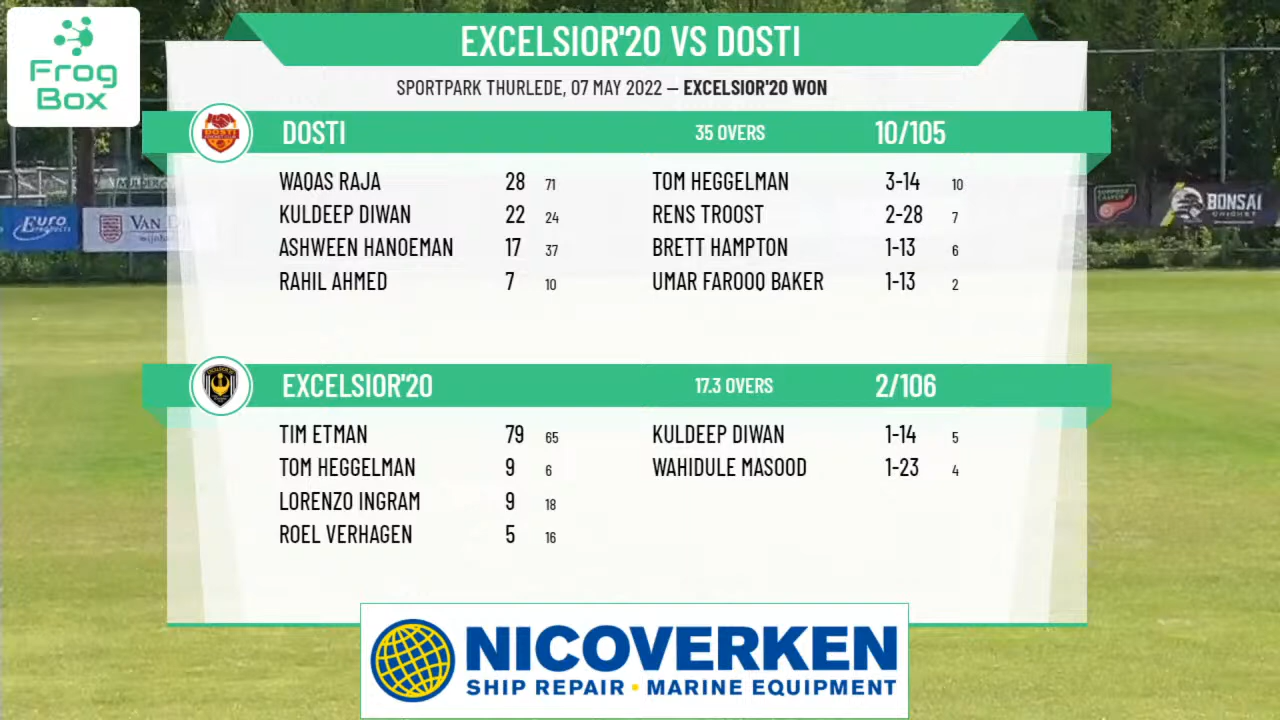 Frog
Box
EXCELSIOR'20 VS DOSTI
SPORTPARK THURLEDE, 07 MAY 2022 – EXCELSIOR'20 WON
DOSTI 35 OVERS 10/105
WAQAS RAJA 28 71 TOM HEGGELMAN 3-14 10
KULDEEP DIWAN 22 24 RENS TROOST 2-28 7
ASHWEEN HANOEMAN 17 37 BRETT HAMPTON 1-13 6
RAHIL AHMED 7 10 UMAR FAROOQ BAKER 1-13 2
EXCELSIOR'20 17.3 OVERS 2/106
TIM ETMAN 79 65 KULDEEP DIWAN 1-14 5
TOM HEGGELMAN 9 6 WAHIDULE MASOOD 1-23 4
LORENZO INGRAM 9 18
ROEL VERHAGEN 5 16
EURO
VAN
BONSAI
CRICKET
DOSTI
NICOVERKEN
SHIP REPAIR · MARINE EQUIPMENT